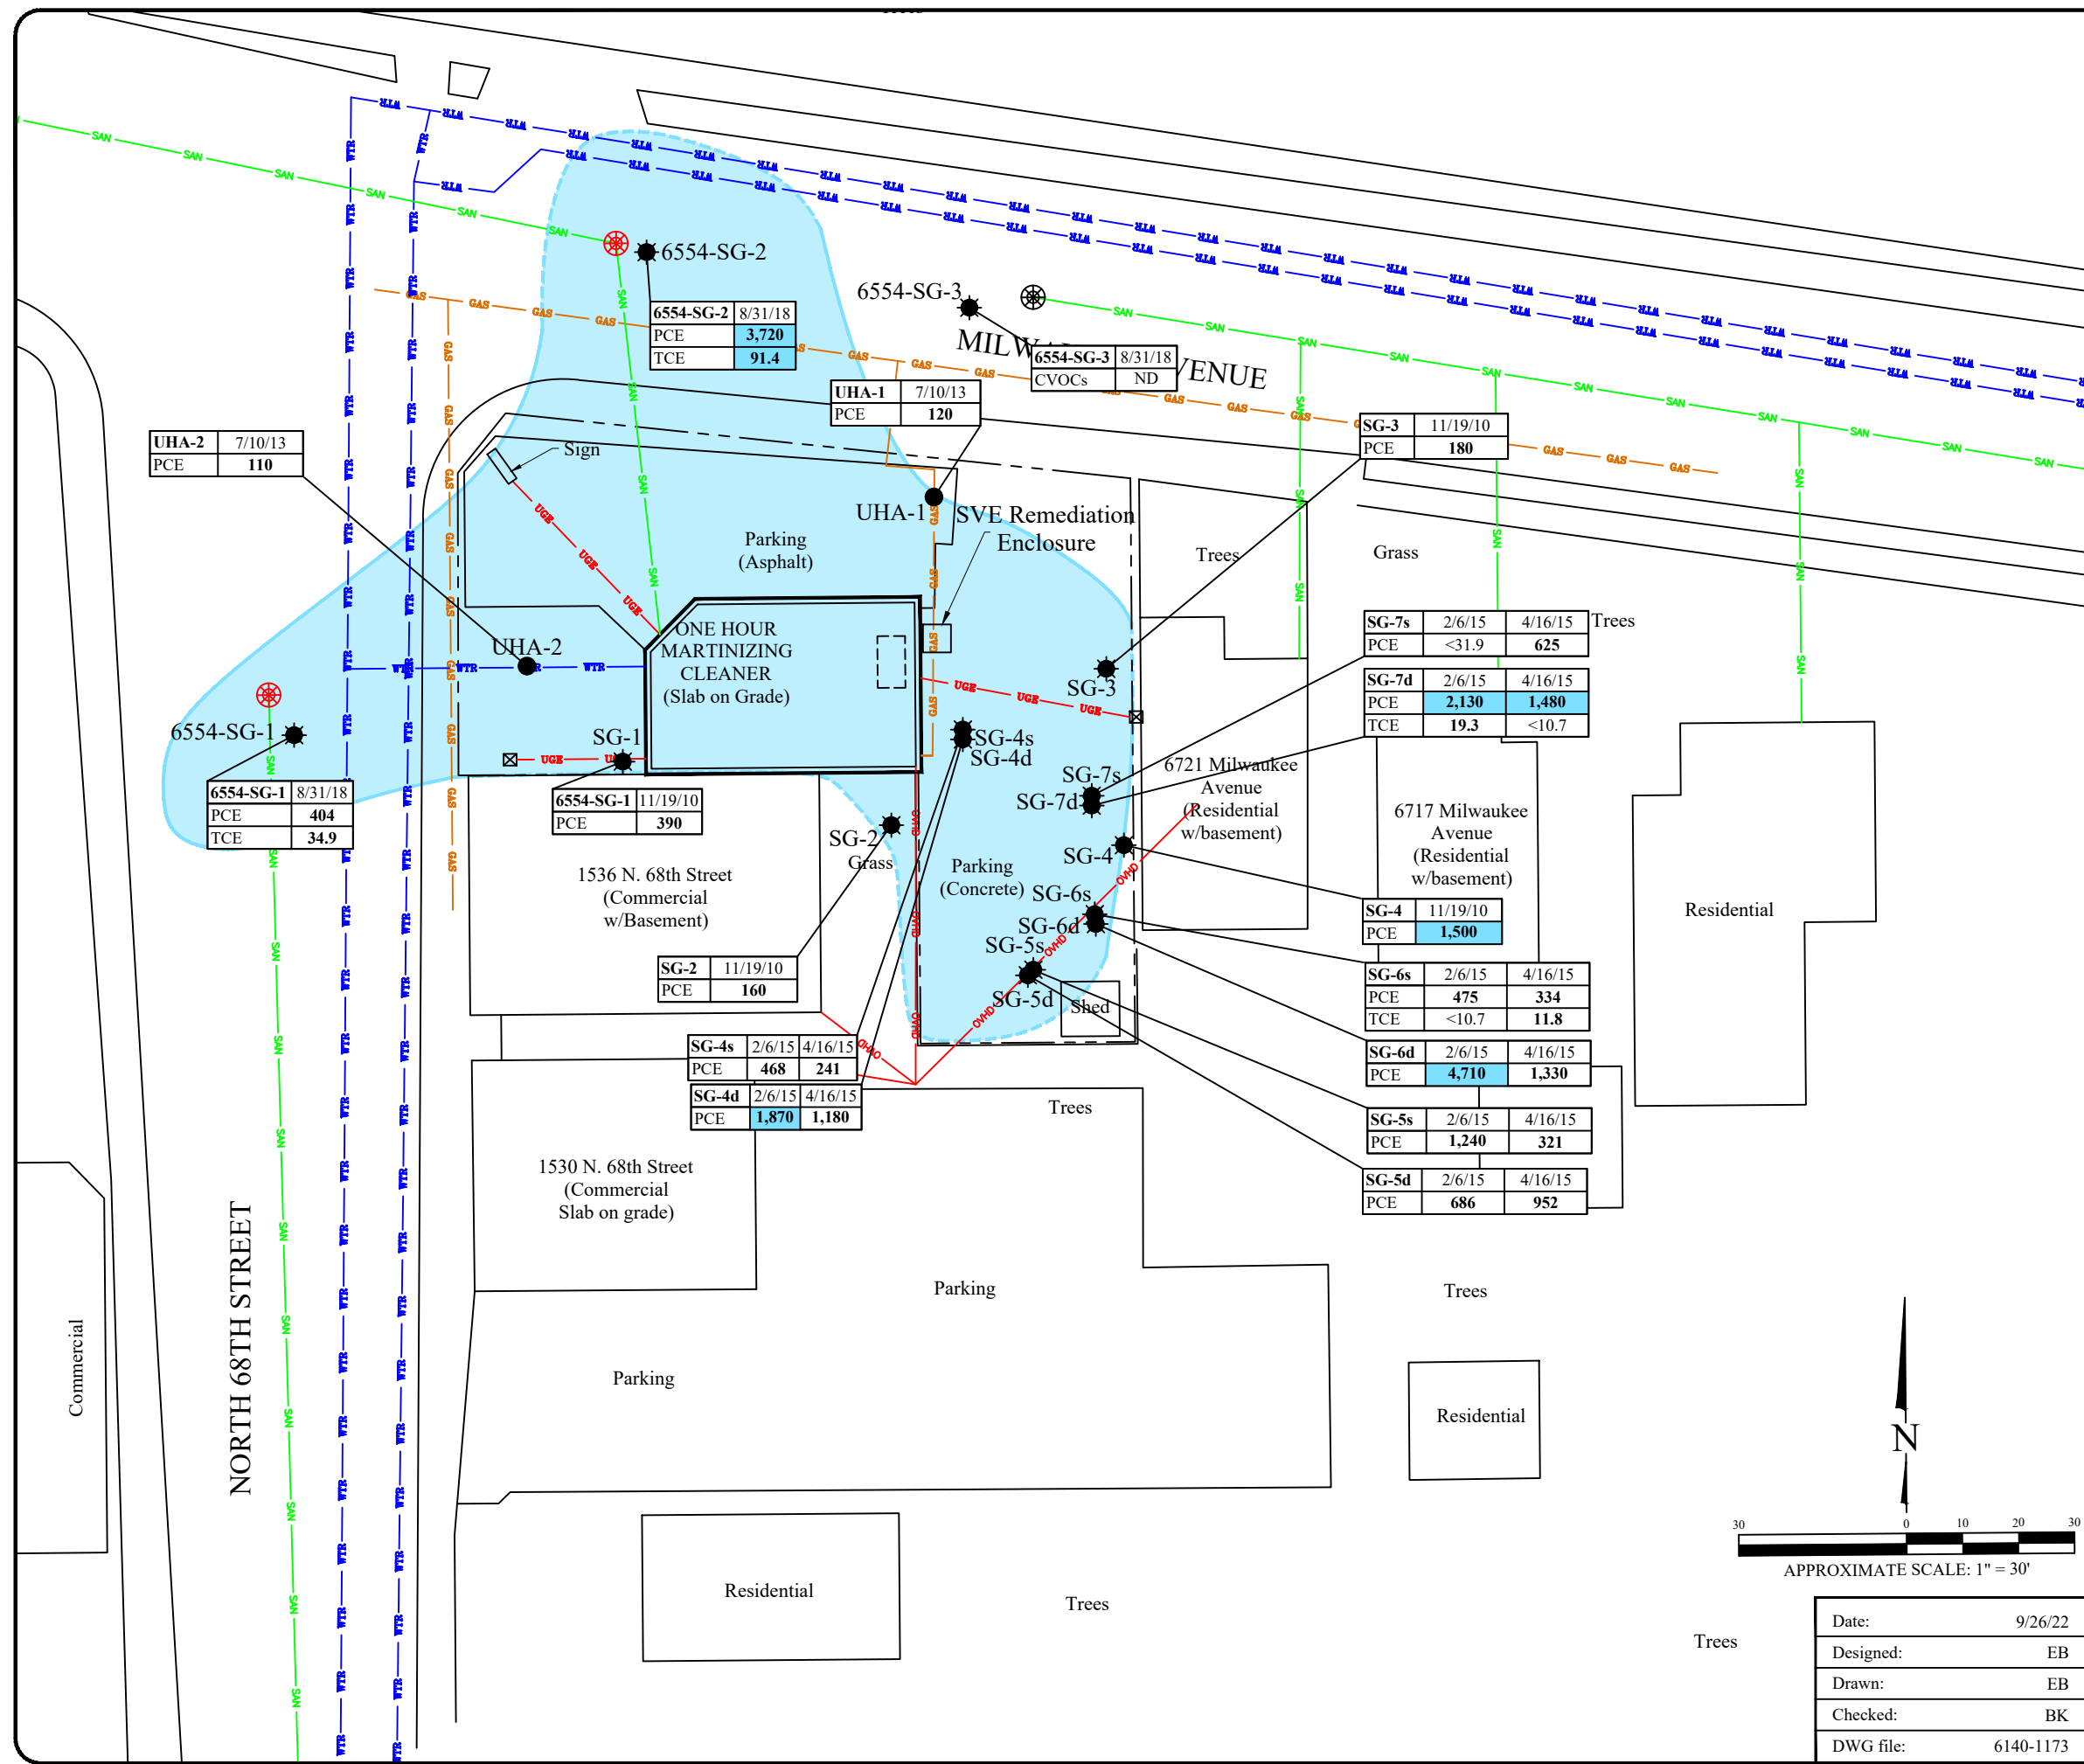 6554-SG-2
6554-SG-2 8/31/18
PCE 3,720
TCE 91.4
6554-SG-3
MILW
VENUE
6554-SG-3 8/31/18
CVOCs ND
UHA-1 7/10/13
PCE 120
UHA-2 7/10/13
PCE 110
SG-3 11/19/10
PCE 180
Sign
UHA-1
SVE Remediation
Enclosure
Parking
(Asphalt)
Trees
Grass
ONE HOUR
MARTINIZING
CLEANER
(Slab on Grade)
UHA-2
SG-3
SG-7s 2/6/15 4/16/15
PCE <31.9 625
Trees
SG-7d 2/6/15 4/16/15
PCE 2,130 1,480
TCE 19.3 <10.7
6554-SG-1
SG-1
SG-4s
SG-4d
SG-7s
SG-7d
6721 Milwaukee
Avenue
(Residential
w/basement)
6554-SG-1 8/31/18
PCE 404
TCE 34.9
6554-SG-1 11/19/10
PCE 390
SG-2
Grass
SG-4
6717 Milwaukee
Avenue
(Residential
w/basement)
1536 N. 68th Street
(Commercial
w/Basement)
Parking
(Concrete)
SG-6s
SG-6d
SG-5s
SG-5d
Shed
Residential
SG-4 11/19/10
PCE 1,500
SG-2 11/19/10
PCE 160
SG-6s 2/6/15 4/16/15
PCE 475 334
TCE <10.7 11.8
SG-4s 2/6/15 4/16/15
PCE 468 241
SG-4d 2/6/15 4/16/15
PCE 1,870 1,180
SG-6d 2/6/15 4/16/15
PCE 4,710 1,330
SG-5s 2/6/15 4/16/15
PCE 1,240 321
SG-5d 2/6/15 4/16/15
PCE 686 952
Trees
1530 N. 68th Street
(Commercial
Slab on grade)
NORTH 68TH STREET
Commercial
Parking
Parking
Trees
Residential
Residential
Trees
Trees
SAN
WTR
GAS
UGE
OVHD
N
30 0 10 20 30
APPROXIMATE SCALE: 1" = 30'
Date: 9/26/22
Designed: EB
Drawn: EB
Checked: BK
DWG file: 6140-1173